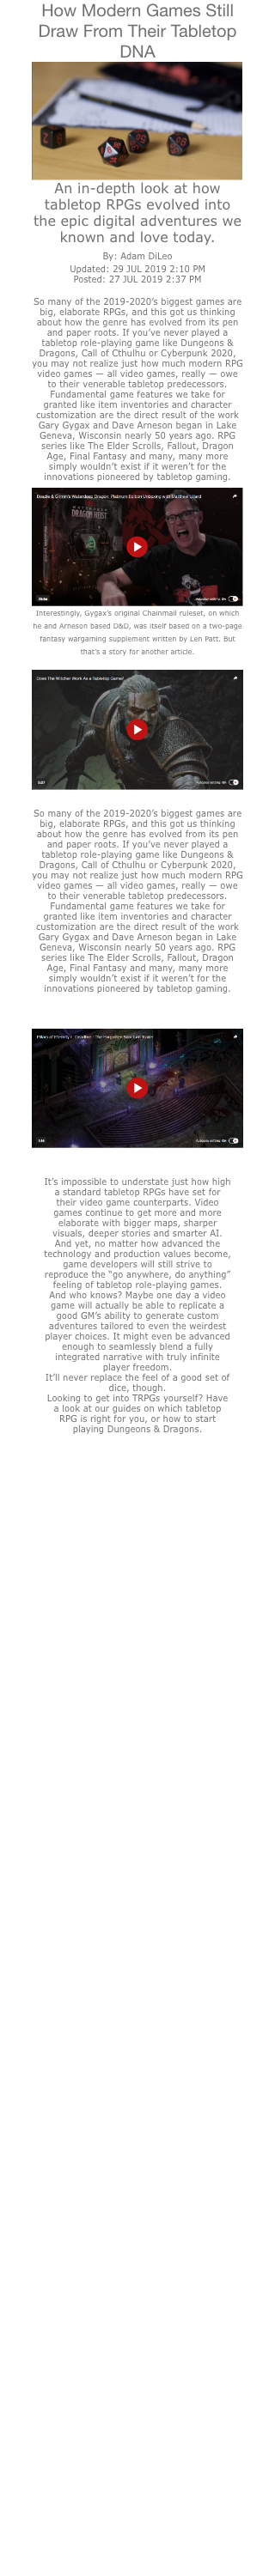 How Modern Games Still
Draw From Their Tabletop
DNA
An in-depth look at how
tabletop RPGs evolved into
the epic digital adventures we
known and love today.
By: Adam DiLeo
Updated: 29 JUL 2019 2:10 PM
Posted: 27 JUL 2019 2:37 PM
So many of the 2019-2020's biggest games are
big, elaborate RPGs, and this got us thinking
about how the genre has evolved from its pen
and paper roots. If you've never played a
tabletop role-playing game like Dungeons &
Dragons, Call of Cthulhu or Cyberpunk 2020,
you may not realize just how much modern RPG
video games — all video games, really — owe
to their venerable tabletop predecessors.
Fundamental game features we take for
granted like item inventories and character
customization are the direct result of the work
Gary Gygax and Dave Arneson began in Lake
Geneva, Wisconsin nearly 50 years ago. RPG
series like The Elder Scrolls, Fallout, Dragon
Age, Final Fantasy and many, many more
simply wouldn't exist if it weren't for the
innovations pioneered by tabletop gaming.
DRAGON HEIST
Interestingly, Gygax's original Chainmail ruleset, on which
he and Arneson based D&D, was itself based on a two-page
fantasy wargaming supplement written by Len Patt. But
that's a story for another article.
Does The Witcher Work As a Tabletop Game?
So many of the 2019-2020's biggest games are
big, elaborate RPGs, and this got us thinking
about how the genre has evolved from its pen
and paper roots. If you've never played a
tabletop role-playing game like Dungeons &
Dragons, Call of Cthulhu or Cyberpunk 2020,
you may not realize just how much modern RPG
video games — all video games, really — owe
to their venerable tabletop predecessors.
Fundamental game features we take for
granted like item inventories and character
customization are the direct result of the work
Gary Gygax and Dave Arneson began in Lake
Geneva, Wisconsin nearly 50 years ago. RPG
series like The Elder Scrolls, Fallout, Dragon
Age, Final Fantasy and many, many more
simply wouldn't exist if it weren't for the
innovations pioneered by tabletop gaming.
It's impossible to understate just how high
a standard tabletop RPGs have set for
their video game counterparts. Video
games continue to get more and more
elaborate with bigger maps, sharper
visuals, deeper stories and smarter AI.
And yet, no matter how advanced the
technology and production values become,
game developers will still strive to
reproduce the "go anywhere, do anything"
feeling of tabletop role-playing games.
And who knows? Maybe one day a video
game will actually be able to replicate a
good GM's ability to generate custom
adventures tailored to even the weirdest
player choices. It might even be advanced
enough to seamlessly blend a fully
integrated narrative with truly infinite
player freedom.
It'll never replace the feel of a good set of
dice, though.
Looking to get into TRPGs yourself? Have
a look at our guides on which tabletop
RPG is right for you, or how to start
playing Dungeons & Dragons.